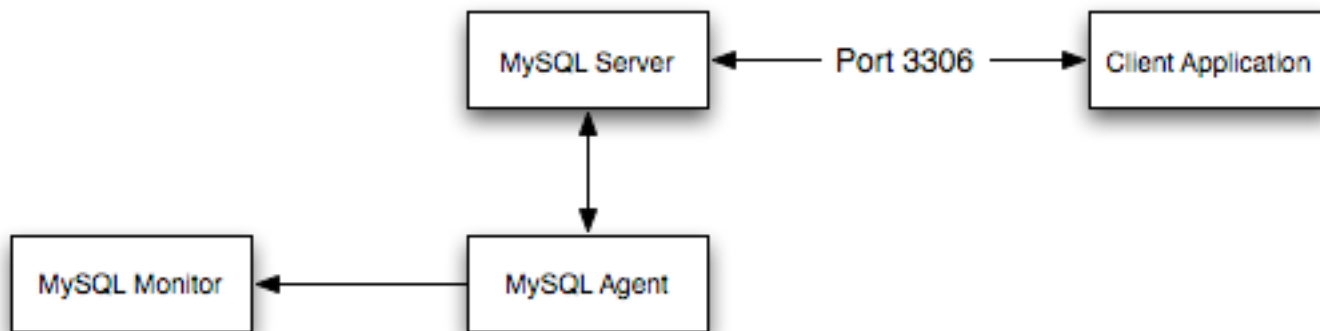 MySQL Server
Port 3306
Client Application
MySQL Monitor
MySQL Agent